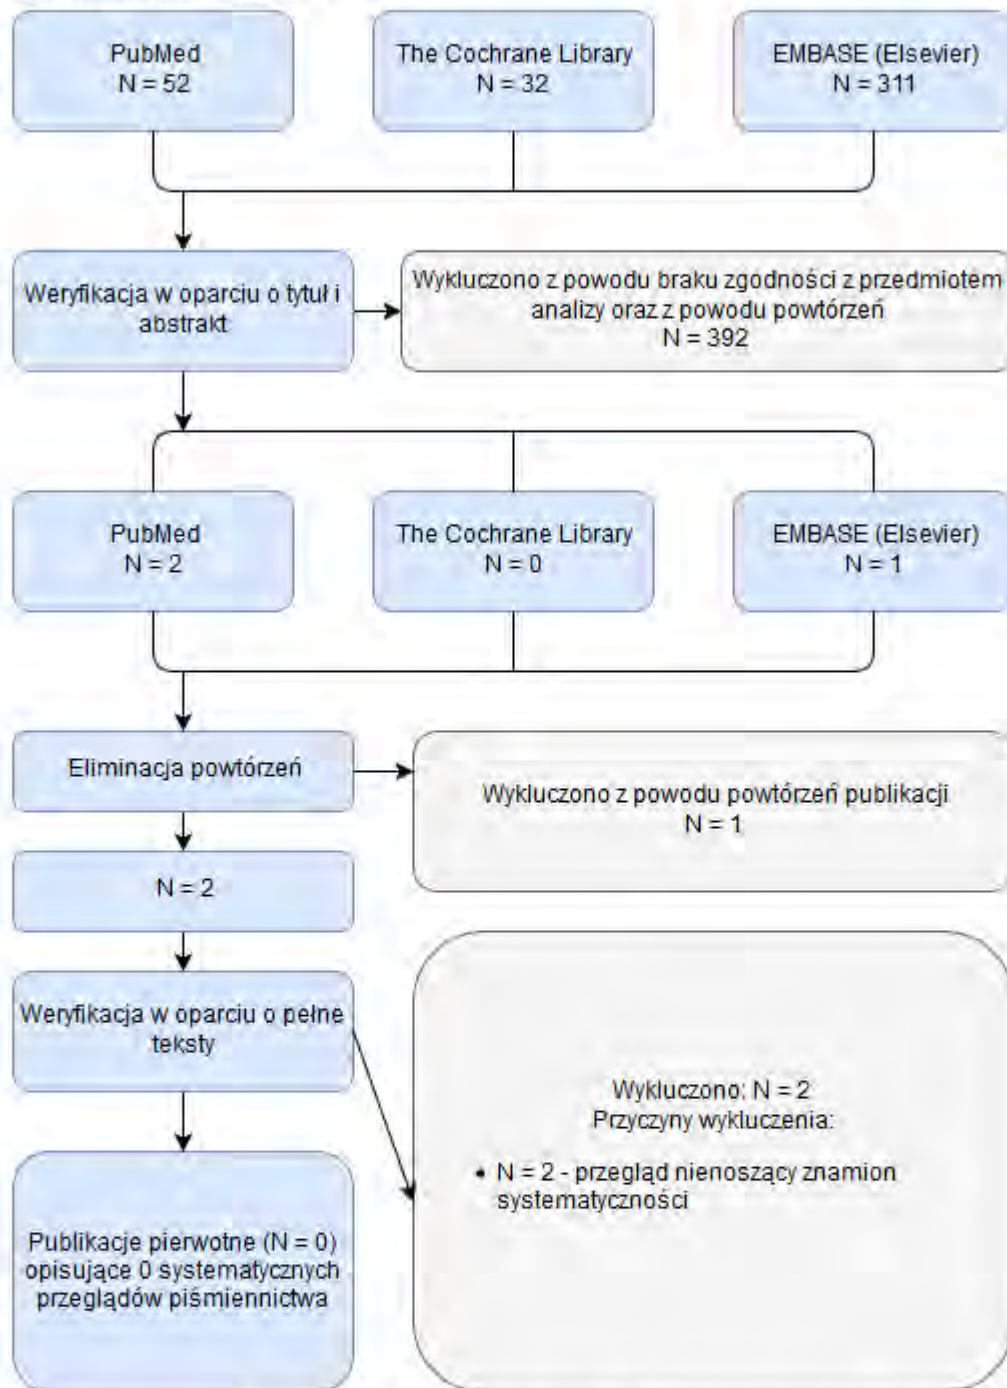 PubMed
N = 52
The Cochrane Library
N = 32
EMBASE (Elsevier)
N = 311
Weryfikacja w oparciu o tytuł i
abstrakt
Wykluczono z powodu braku zgodności z przedmiotem
analizy oraz z powodu powtórzeń
N = 392
PubMed
N = 2
The Cochrane Library
N = 0
EMBASE (Elsevier)
N = 1
Eliminacja powtórzeń
Wykluczono z powodu powtórzeń publikacji
N = 1
N = 2
Weryfikacja w oparciu o pełne
teksty
Wykluczono: N = 2
Przyczyny wykluczenia:
• N = 2 - przegląd nienoszący znamion
systematyczności
Publikacje pierwotne (N = 0)
opisujące 0 systematycznych
przeglądów piśmiennictwa